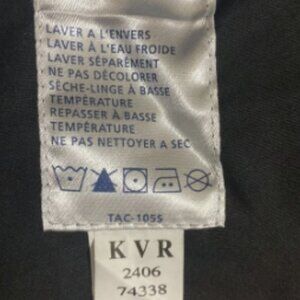 LAVER A L'ENVERS
LAVER À L'EAU FROIDE
LAVER SÉPARÉMENT
NE PAS DÉCOLORER
SÈCHE-LINGE À BASSE
TEMPÉRATURE
REPASSER À BASSE
TEMPÉRATURE
NE PAS NETTOYER A SEC
TAC-1055
KVR
2406
74338